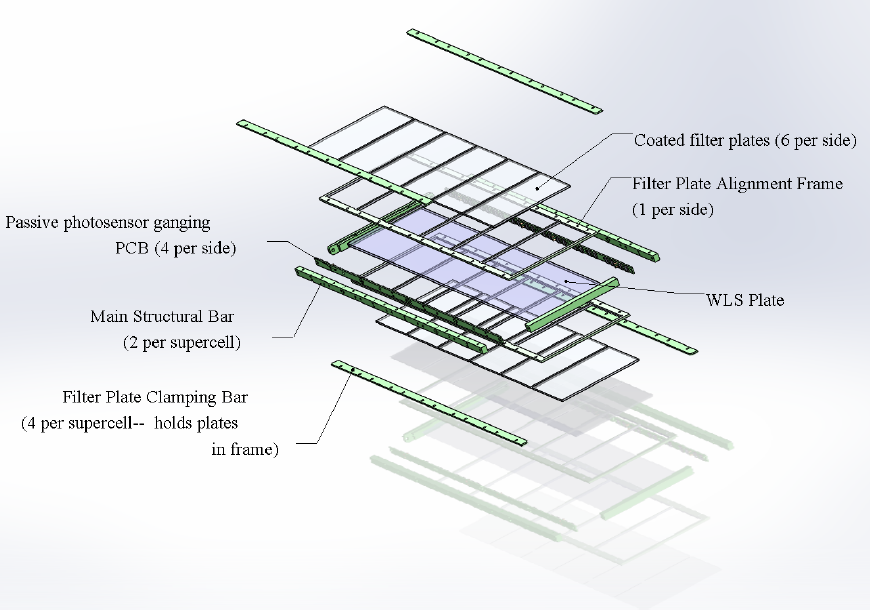 Coated filter plates (6 per side)
Filter Plate Alignment Frame
(1 per side)
Passive photosensor ganging
PCB (4 per side)
WLS Plate
Main Structural Bar
(2 per supercell)
Filter Plate Clamping Bar
(4 per supercell-- holds plates
in frame)